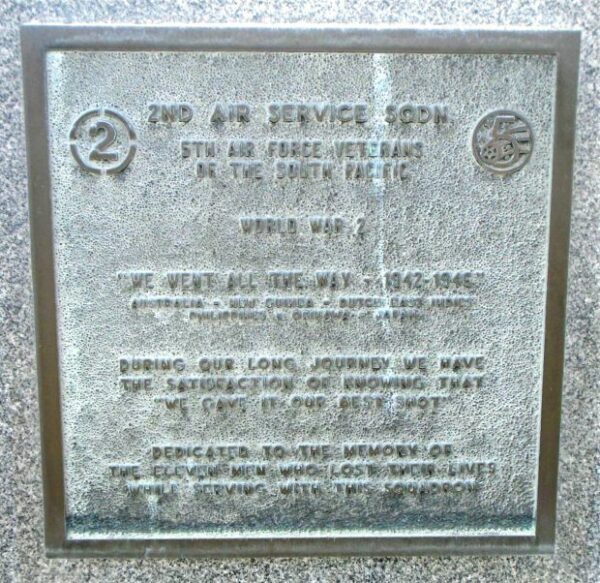 2ND AIR SERVICE SQDN.
2
5
5TH AIR FORCE VETERANS
OF THE SOUTH PACIFIC
WORLD WAR 2
"WE WENT ALL THE WAY - 1942-1946"
AUSTRALIA - NEW GUINEA - DUTCH EAST INDIES
PHILIPPINES - OKINAWA - JAPAN
DURING OUR LONG JOURNEY WE HAVE
THE SATISFACTION OF KNOWING THAT
"WE GAVE IT OUR BEST SHOT"
DEDICATED TO THE MEMORY OF
THE ELEVEN MEN WHO LOST THEIR LIVES
WHILE SERVING WITH THIS SQUADRON